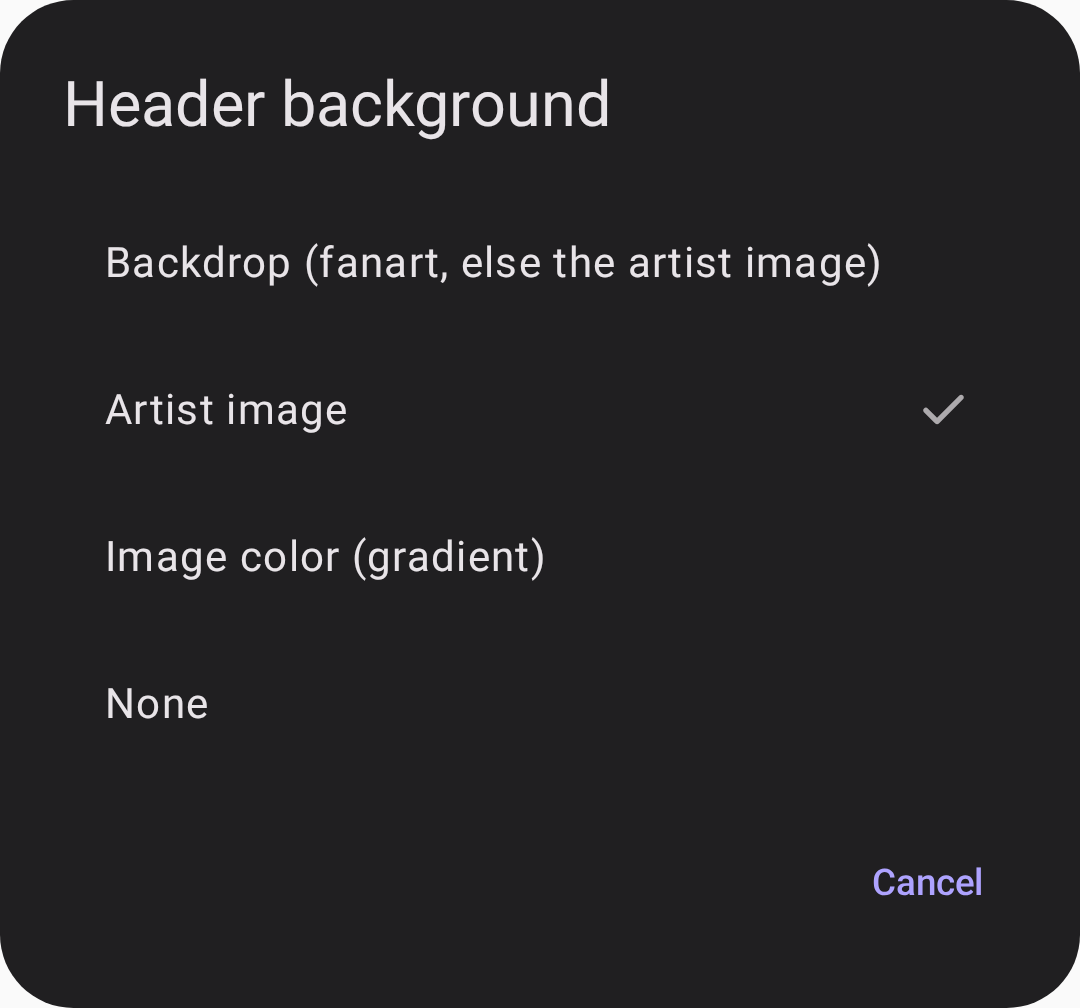 Header background
Backdrop (fanart, else the artist image)
Artist image
Image color (gradient)
None
Cancel